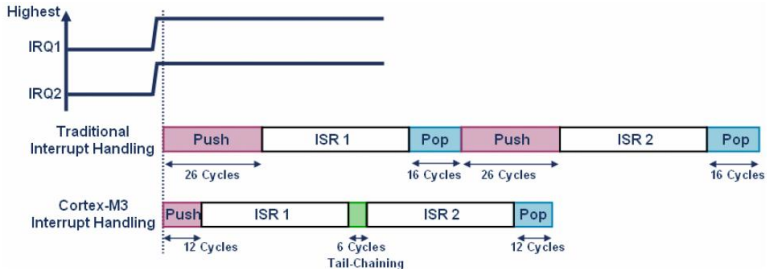 Highest
IRQ1
IRQ2
Traditional
Interrupt Handling
Push ISR 1 Pop Push ISR 2 Pop
26 Cycles 16 Cycles 26 Cycles 16 Cycles
Cortex-M3
Interrupt Handling
Push ISR 1 ISR 2 Pop
12 Cycles 6 Cycles 12 Cycles
Tail-Chaining